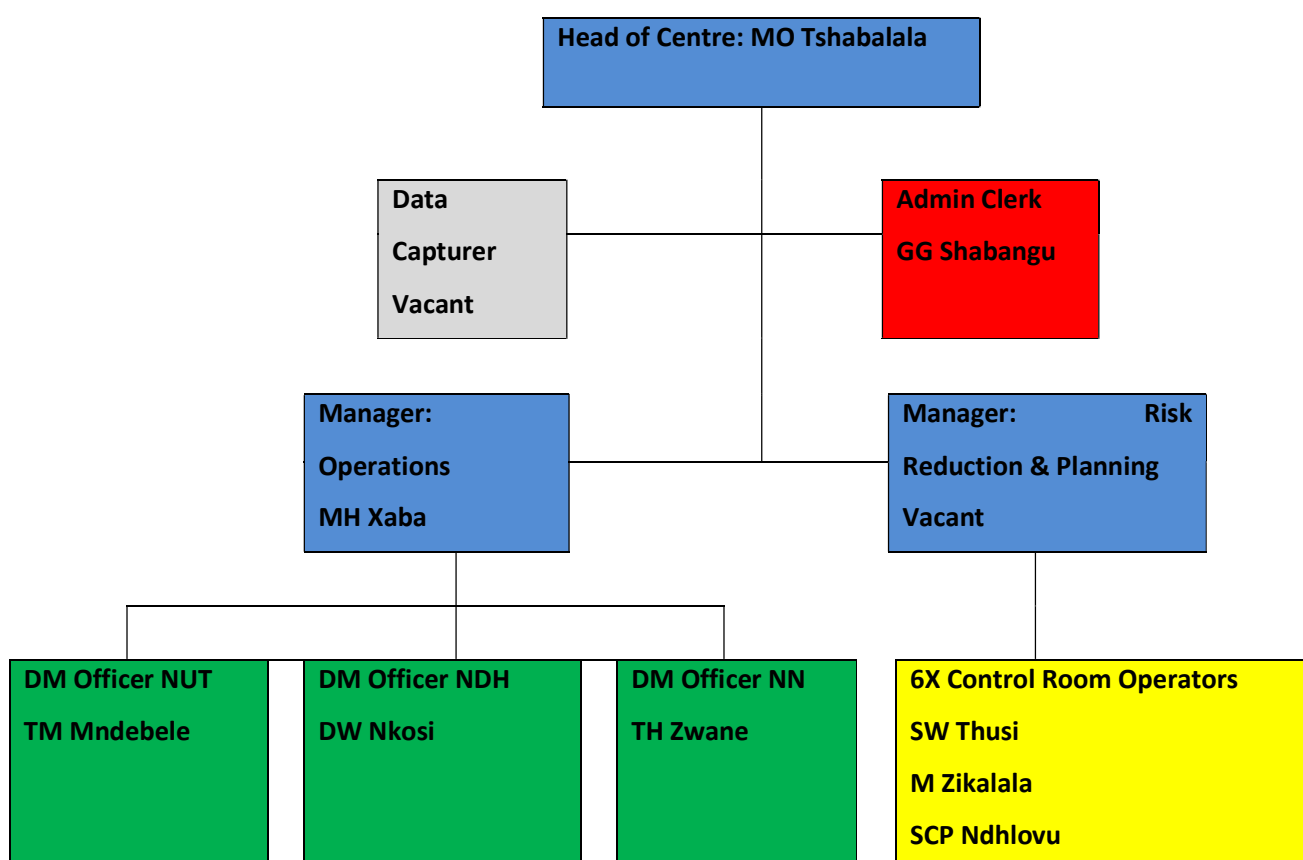 Head of Centre: MO Tshabalala
Data
Capturer
Vacant
Admin Clerk
GG Shabangu
Manager:
Operations
MH Xaba
Manager: Risk
Reduction & Planning
Vacant
DM Officer NUT
TM Mndebele
DM Officer NDH
DW Nkosi
DM Officer NN
TH Zwane
6X Control Room Operators
SW Thusi
M Zikalala
SCP Ndhlovu